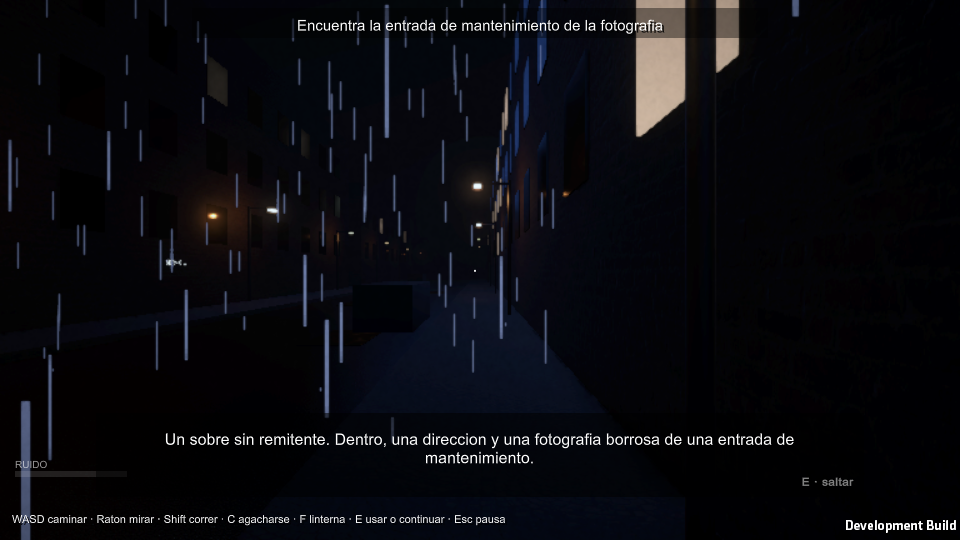 Encuentra la entrada de mantenimiento de la fotografia
Un sobre sin remitente. Dentro, una direccion y una fotografia borrosa de una entrada de
mantenimiento.
RUIDO
E · saltar
WASD caminar · Raton mirar · Shift correr · C agacharse · F linterna · E usar o continuar · Esc pausa
Development Build